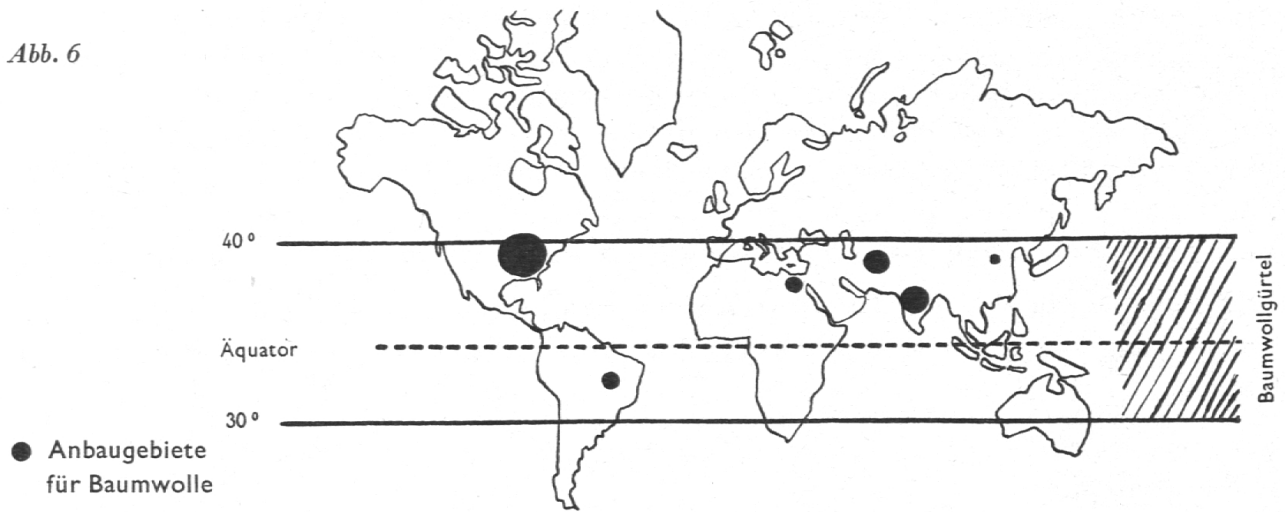 Abb. 6
40°
Äquator
30°
Baumwollgürtel
Anbaugebiete
für Baumwolle